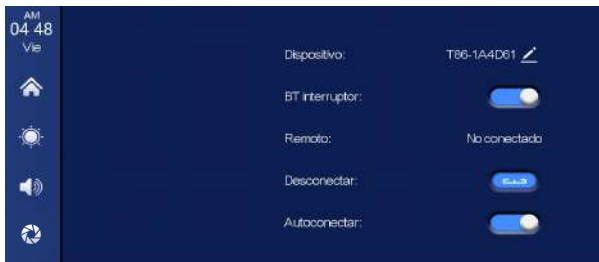 AM
04 48
Vie
Dispositivo: T86-1A4D61
BT interruptor:
Remoto: No conectado
Desconectar:
Autoconectar: